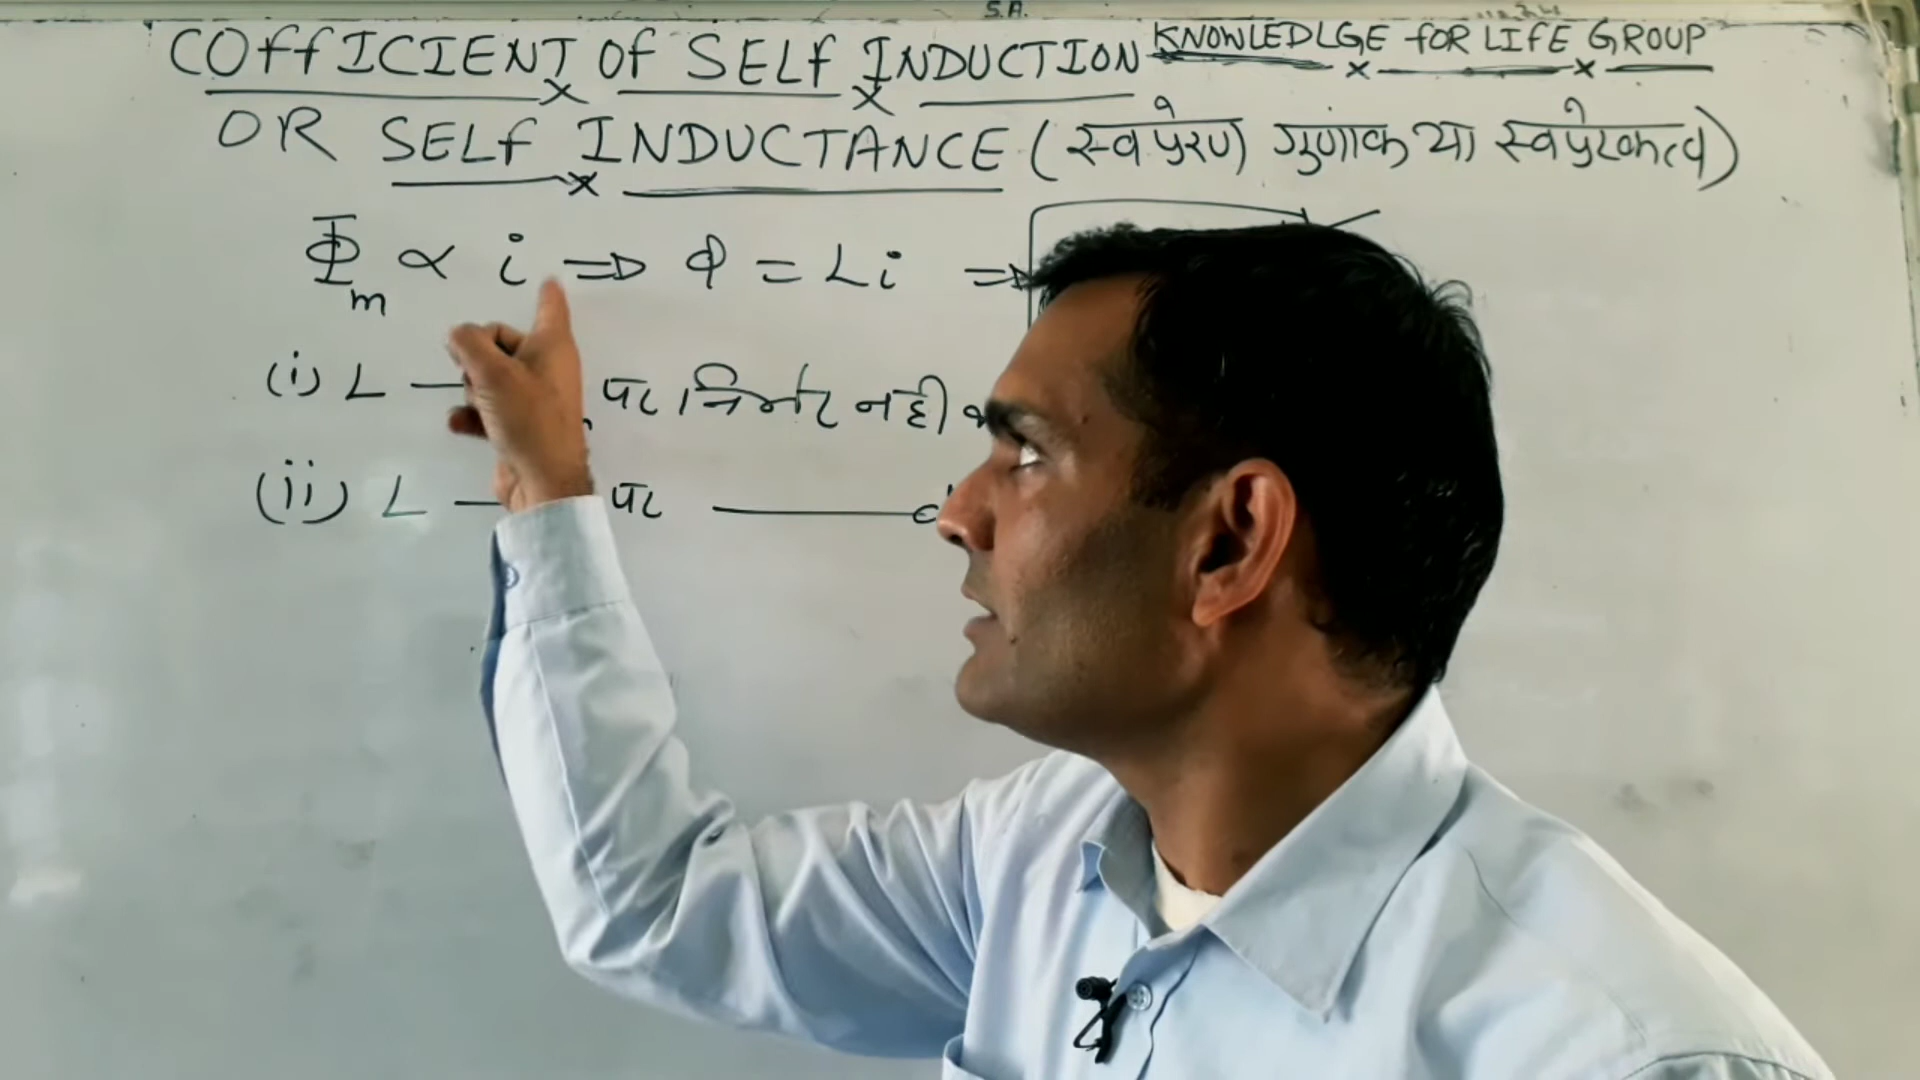 S.A.
COffICIENT Of SELf INDUCTION KNOWLEDLGE fOR LIfE GROUP
OR SELf INDUCTANCE (स्वप्रेरण गुणांक या स्वप्रेरकत्व)
Φm ∝ i ⇒ Φ = Li ⇒
(i) L — पर निर्भर नहीं
(ii) L — पर —